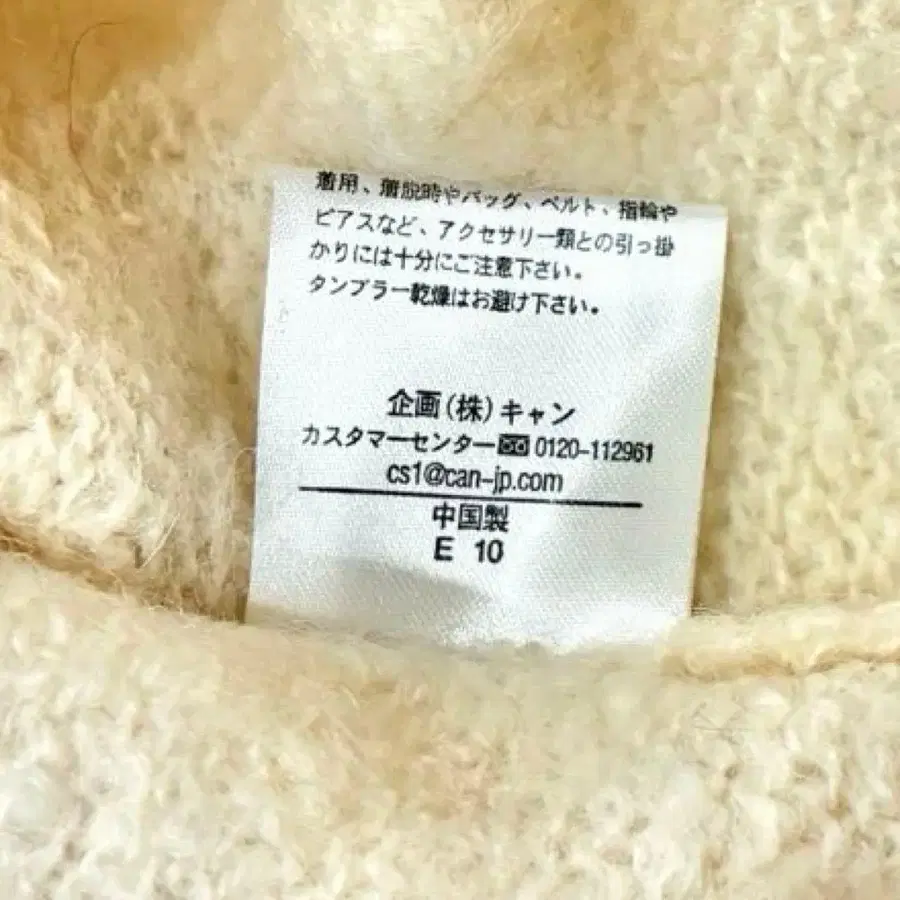 着用、着脱時やバッグ、ベルト、指輪や
ピアスなど、アクセサリー類との引っ掛
かりには十分にご注意下さい。
タンブラー乾燥はお避け下さい。
企画(株)キャン
カスタマーセンター 0120-112961
cs1@can-jp.com
中国製
E 10